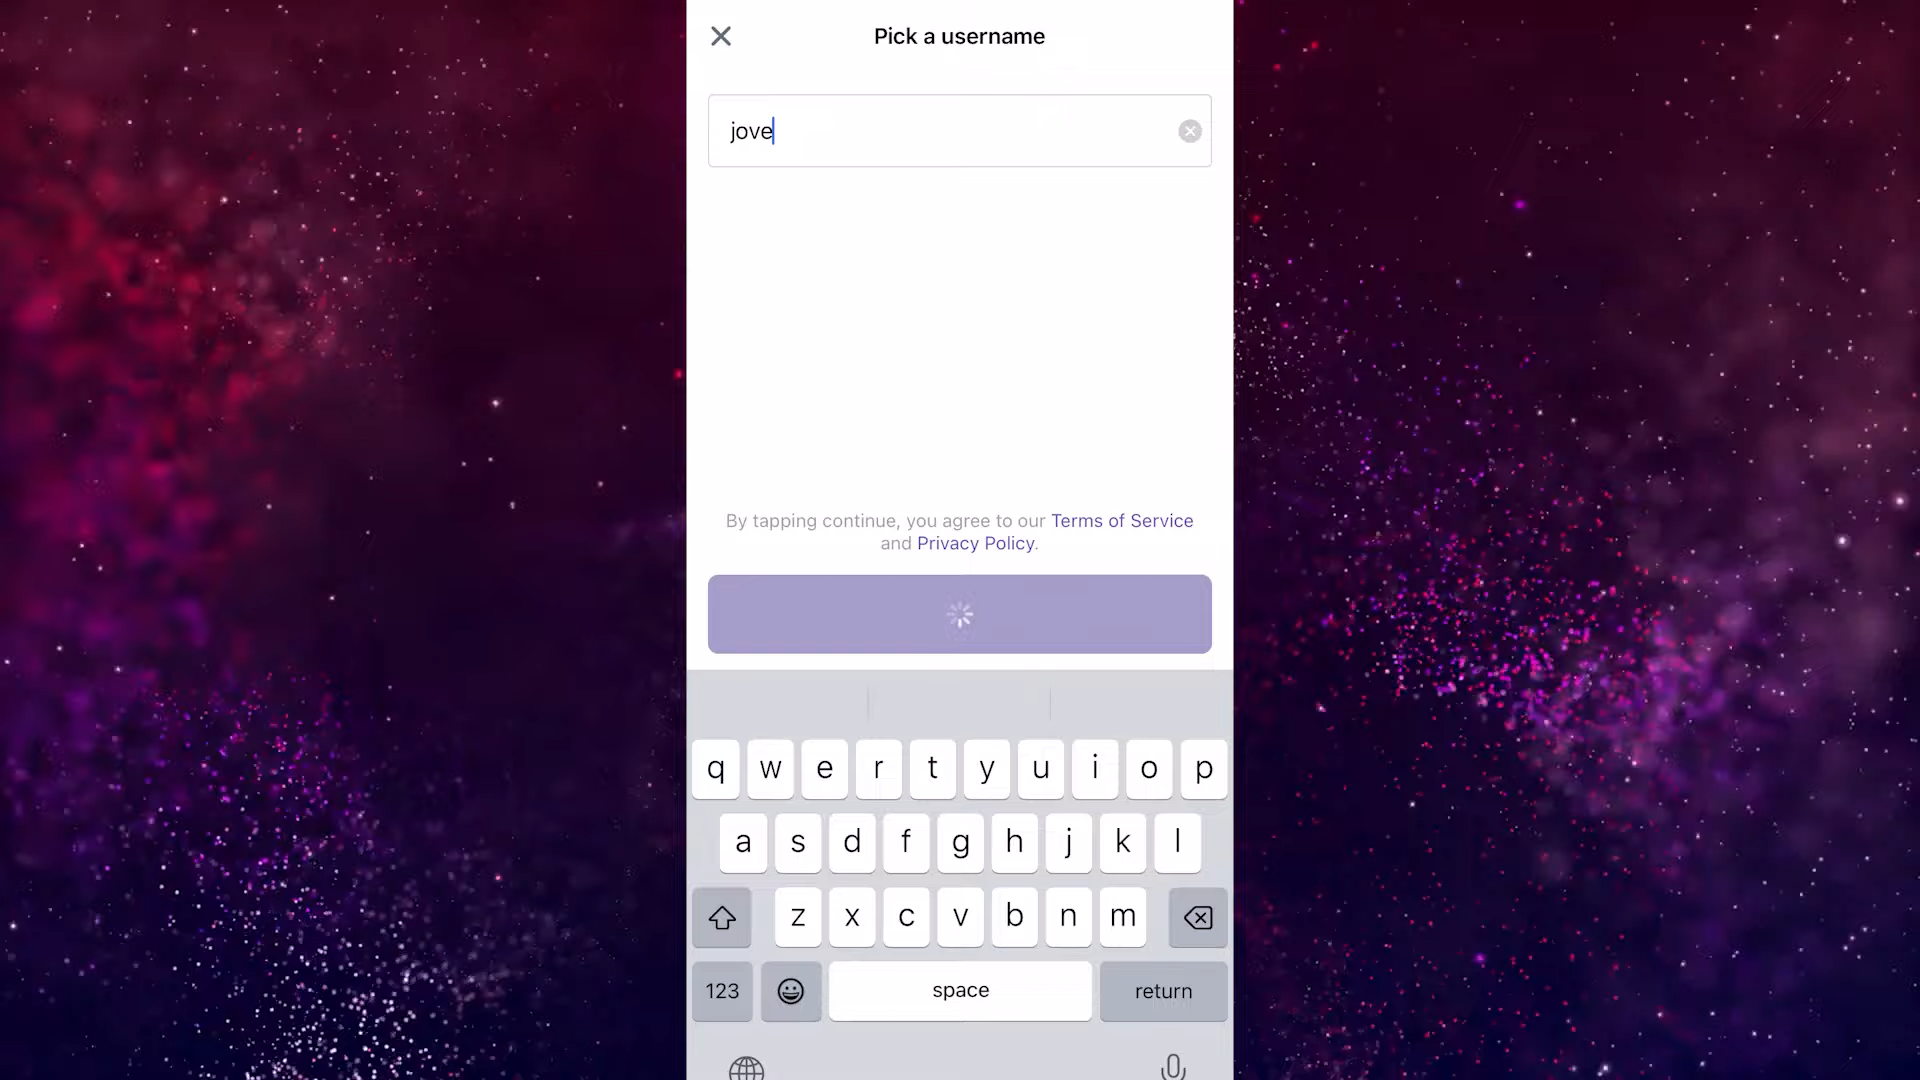 Pick a username
jove
By tapping continue, you agree to our Terms of Service
and Privacy Policy.
q w e r t y u i o p
a s d f g h j k l
z x c v b n m
123 space return